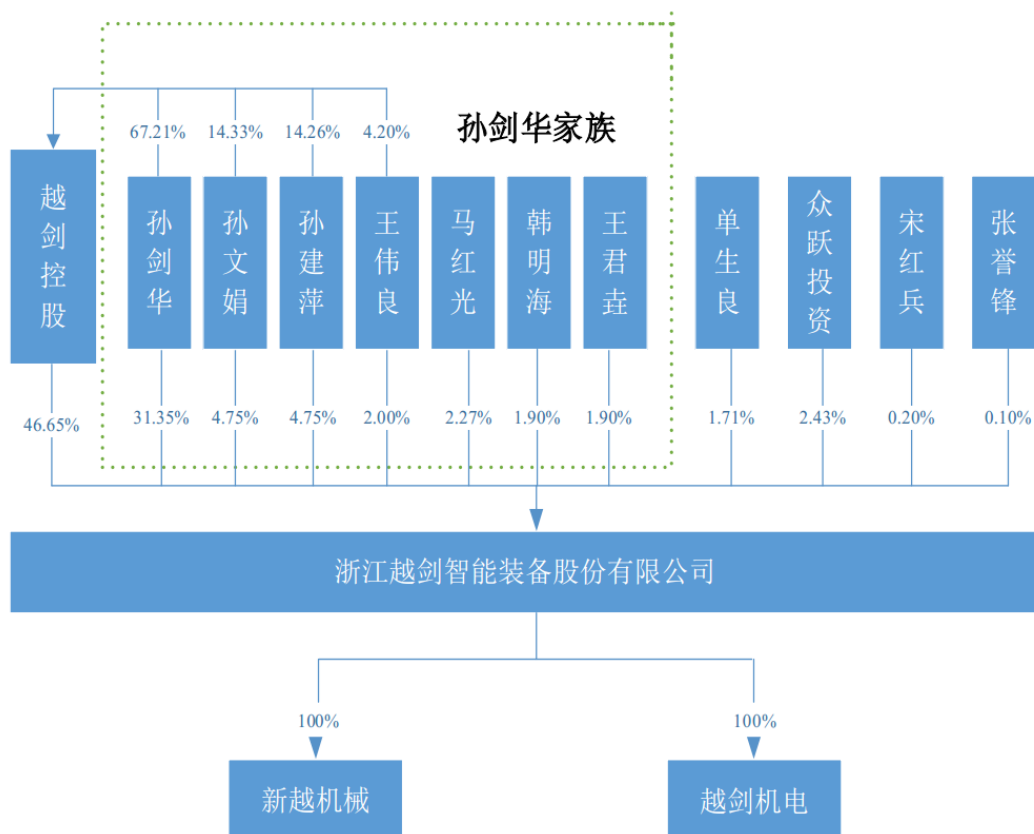 孙剑华家族
67.21%
14.33%
14.26%
4.20%
越剑控股
孙剑华
孙文娟
孙建萍
王伟良
马红光
韩明海
王君垚
单生良
众跃投资
宋红兵
张誉锋
46.65%
31.35%
4.75%
4.75%
2.00%
2.27%
1.90%
1.90%
1.71%
2.43%
0.20%
0.10%
浙江越剑智能装备股份有限公司
100%
100%
新越机械
越剑机电